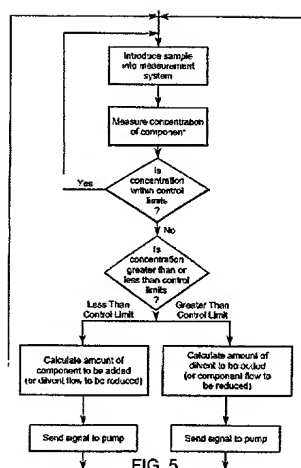 Introduce sample
into measurement
system
Measure concentration
of component*
Is
concentration
within control
limits
?
Yes
No
Is
concentration
greater than or
less than control
limits
?
Less Than
Control Limit
Greater Than
Control Limit
Calculate amount of
component to be added
(or diluent flow to be reduced)
Calculate amount of
diluent to be added
(or component flow to
be reduced)
Send signal to pump
Send signal to pump
FIG. 5